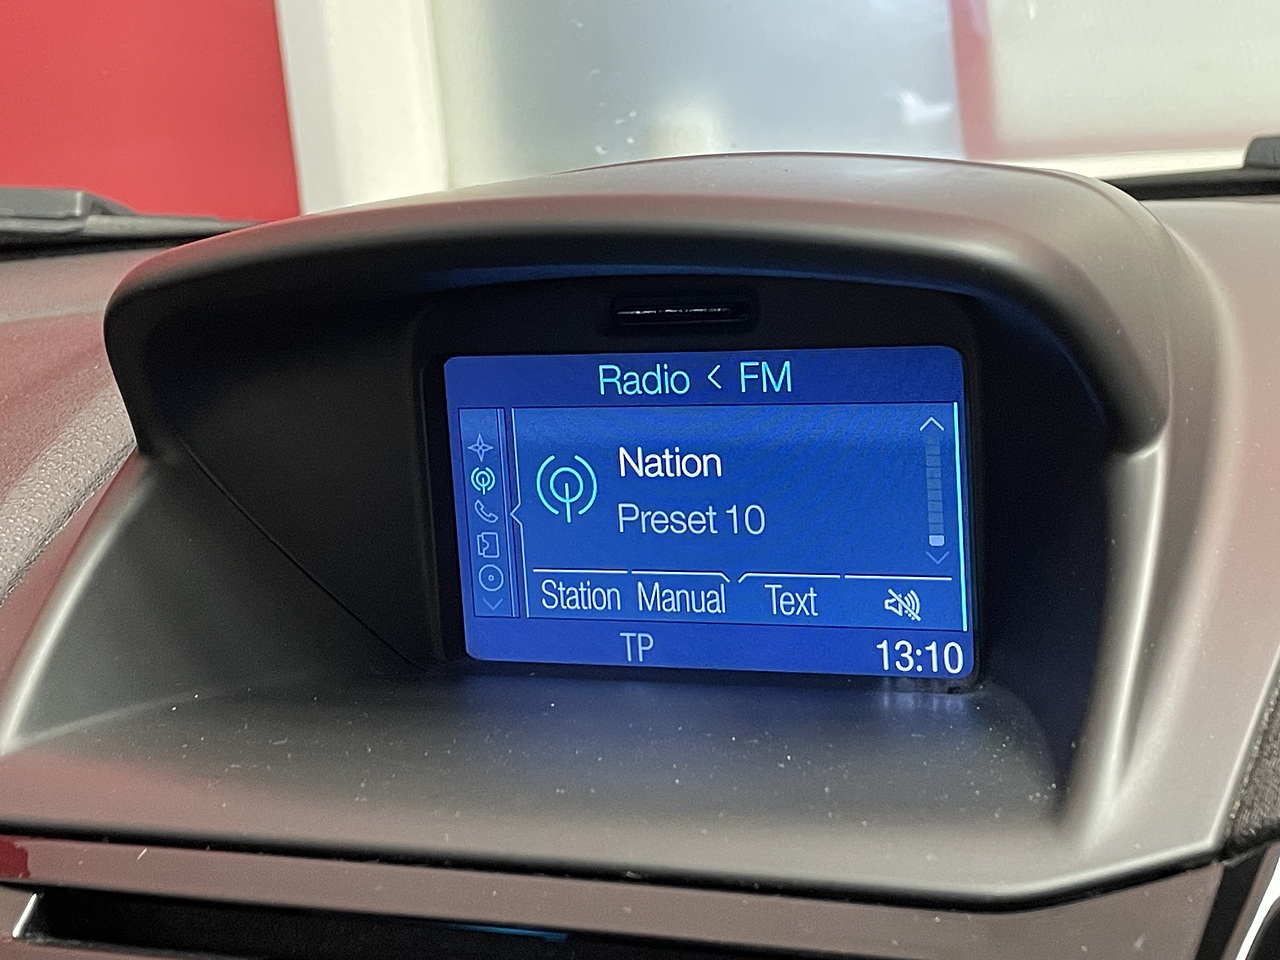 Radio < FM
Nation
Preset 10
Station Manual Text
TP 13:10